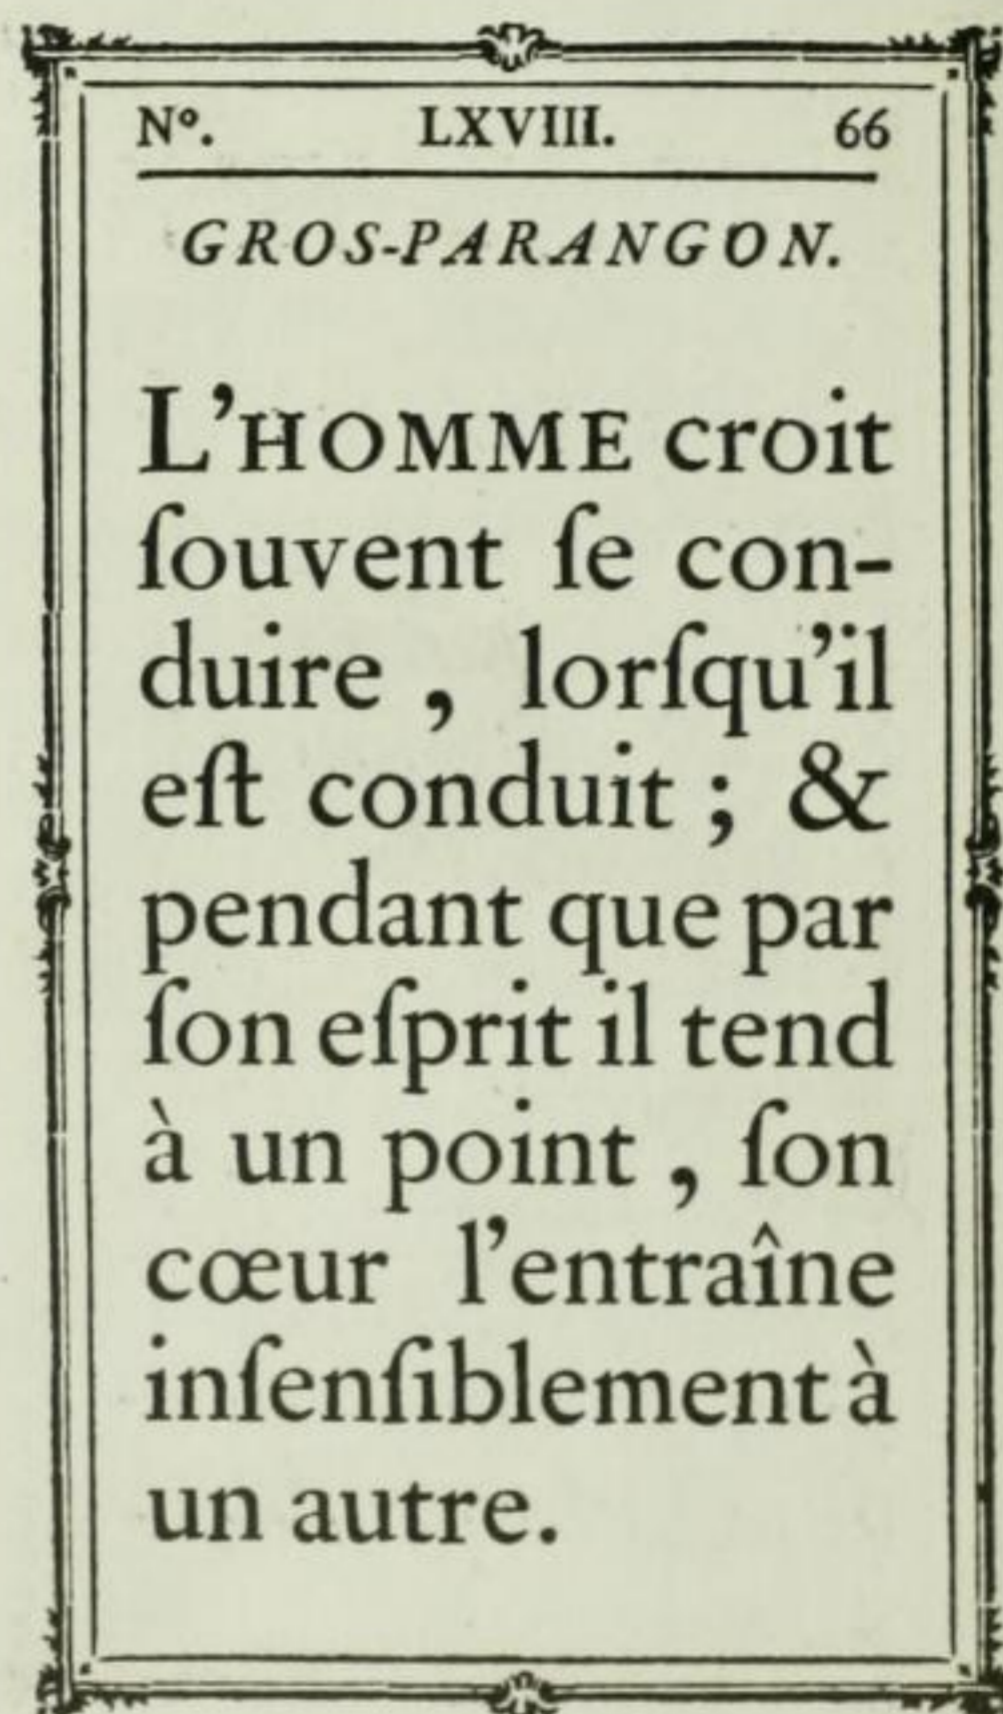 Nº. LXVIII. 66
GROS-PARANGON.
L'HOMME croit
ſouvent ſe con-
duire , lorſqu'il
eſt conduit ; &
pendant que par
ſon eſprit il tend
à un point , ſon
cœur l'entraîne
inſenſiblement à
un autre.